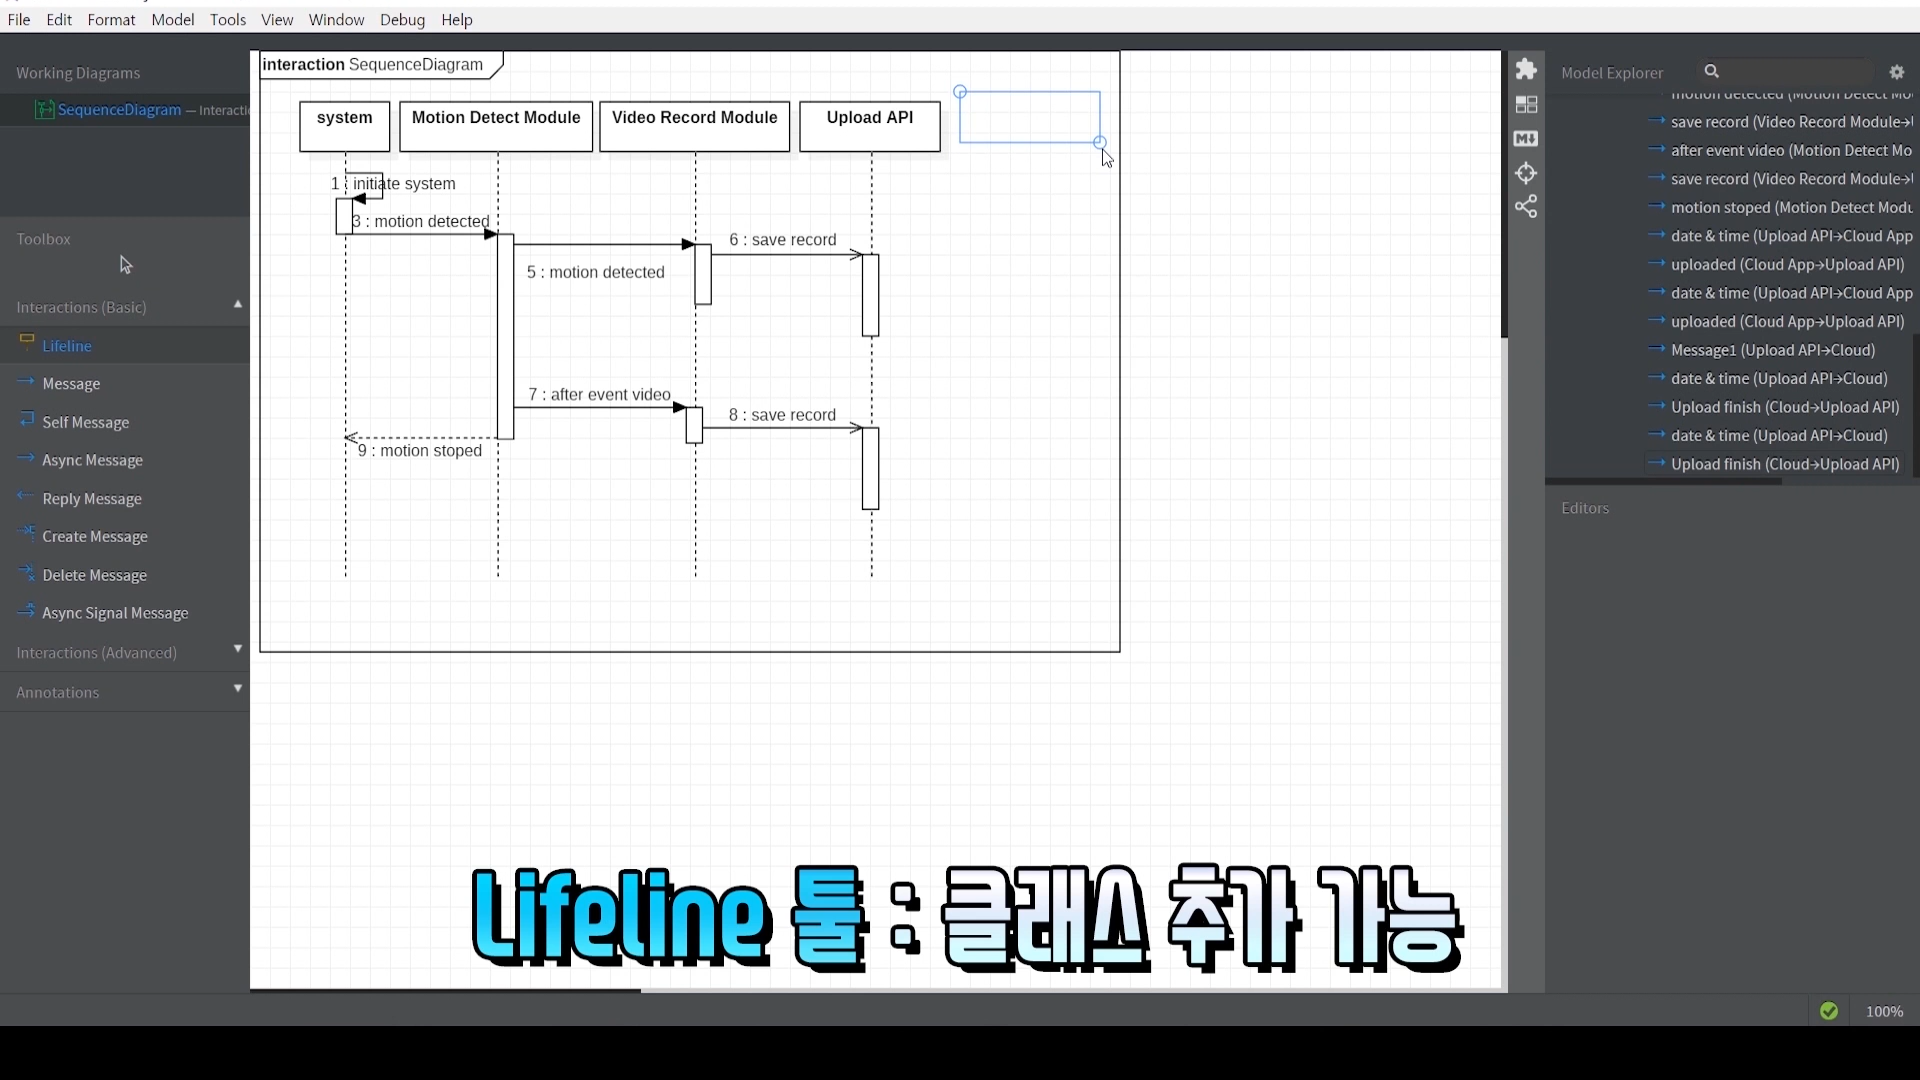 File Edit Format Model Tools View Window Debug Help
Working Diagrams
SequenceDiagram — Interactio
Toolbox
Interactions (Basic)
Lifeline
Message
Self Message
Async Message
Reply Message
Create Message
Delete Message
Async Signal Message
Interactions (Advanced)
Annotations
interaction SequenceDiagram
system
Motion Detect Module
Video Record Module
Upload API
1 : initiate system
3 : motion detected
5 : motion detected
6 : save record
7 : after event video
8 : save record
9 : motion stoped
Lifeline 툴 : 클래스 추가 가능
Model Explorer
motion detected (Motion Detect Mo
save record (Video Record Module→
after event video (Motion Detect Mo
save record (Video Record Module→
motion stoped (Motion Detect Modu
date & time (Upload API→Cloud App
uploaded (Cloud App→Upload API)
date & time (Upload API→Cloud App
uploaded (Cloud App→Upload API)
Message1 (Upload API→Cloud)
date & time (Upload API→Cloud)
Upload finish (Cloud→Upload API)
date & time (Upload API→Cloud)
Upload finish (Cloud→Upload API)
Editors
100%